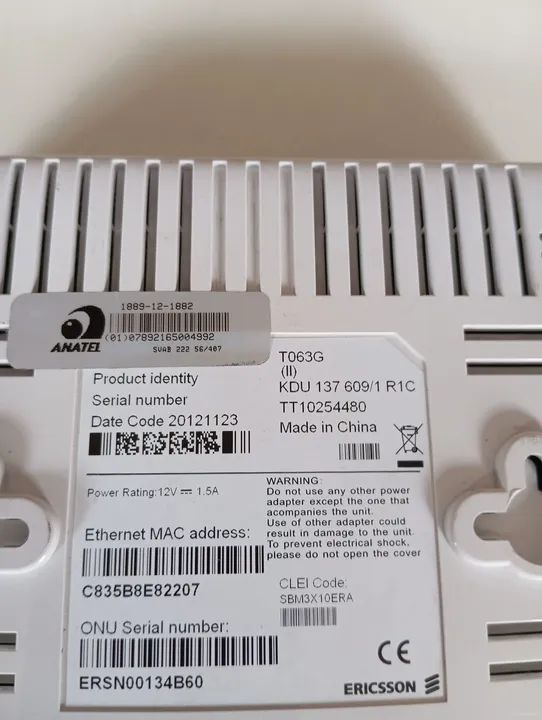 1889-12-1882
(01)07892165004992
ANATEL
SVAB 222 56/407
T063G
(II)
Product identity KDU 137 609/1 R1C
Serial number TT10254480
Date Code 20121123 Made in China
Power Rating:12V 1.5A
WARNING:
Do not use any other power
adapter except the one that
acompanies the unit.
Use of other adapter could
result in damage to the unit.
To prevent electrical shock,
please do not open the cover
Ethernet MAC address:
C835B8E82207
CLEI Code:
SBM3X10ERA
ONU Serial number:
ERSN00134B60
CE
ERICSSON